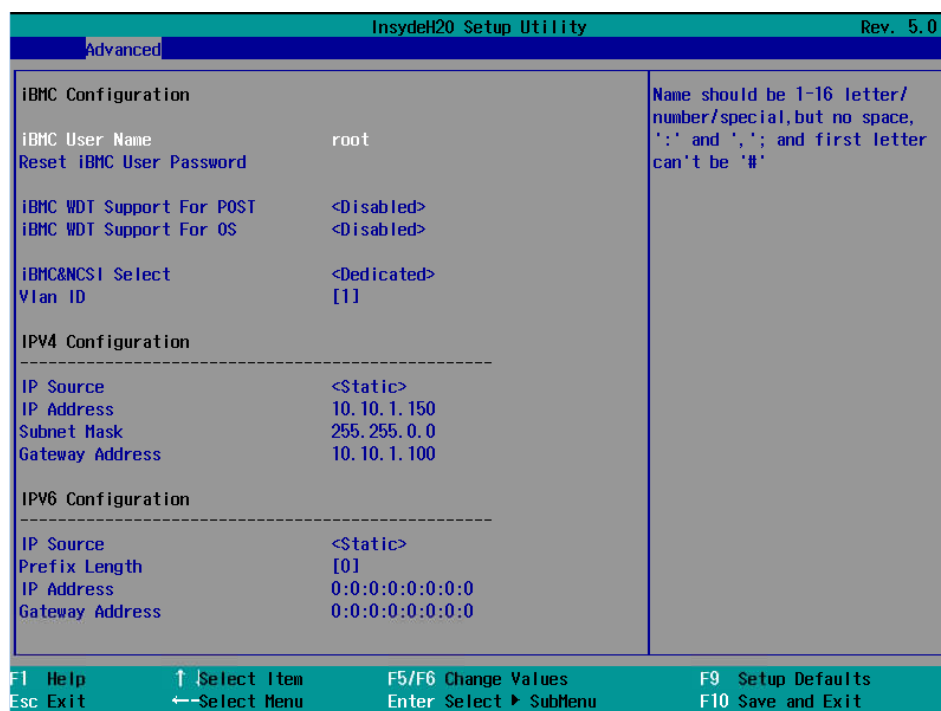 InsydeH20 Setup Utility Rev. 5.0
Advanced
iBMC Configuration
iBMC User Name root
Reset iBMC User Password
iBMC WDT Support For POST <Disabled>
iBMC WDT Support For OS <Disabled>
iBMC&NCSI Select <Dedicated>
Vlan ID [1]
IPV4 Configuration
--------------------------------------------------
IP Source <Static>
IP Address 10.10.1.150
Subnet Mask 255.255.0.0
Gateway Address 10.10.1.100
IPV6 Configuration
--------------------------------------------------
IP Source <Static>
Prefix Length [0]
IP Address 0:0:0:0:0:0:0:0
Gateway Address 0:0:0:0:0:0:0:0
Name should be 1-16 letter/
number/special,but no space,
':' and ','; and first letter
can't be '#'
F1 Help ↑ ↓Select Item F5/F6 Change Values F9 Setup Defaults
Esc Exit ←→Select Menu Enter Select ▶ SubMenu F10 Save and Exit